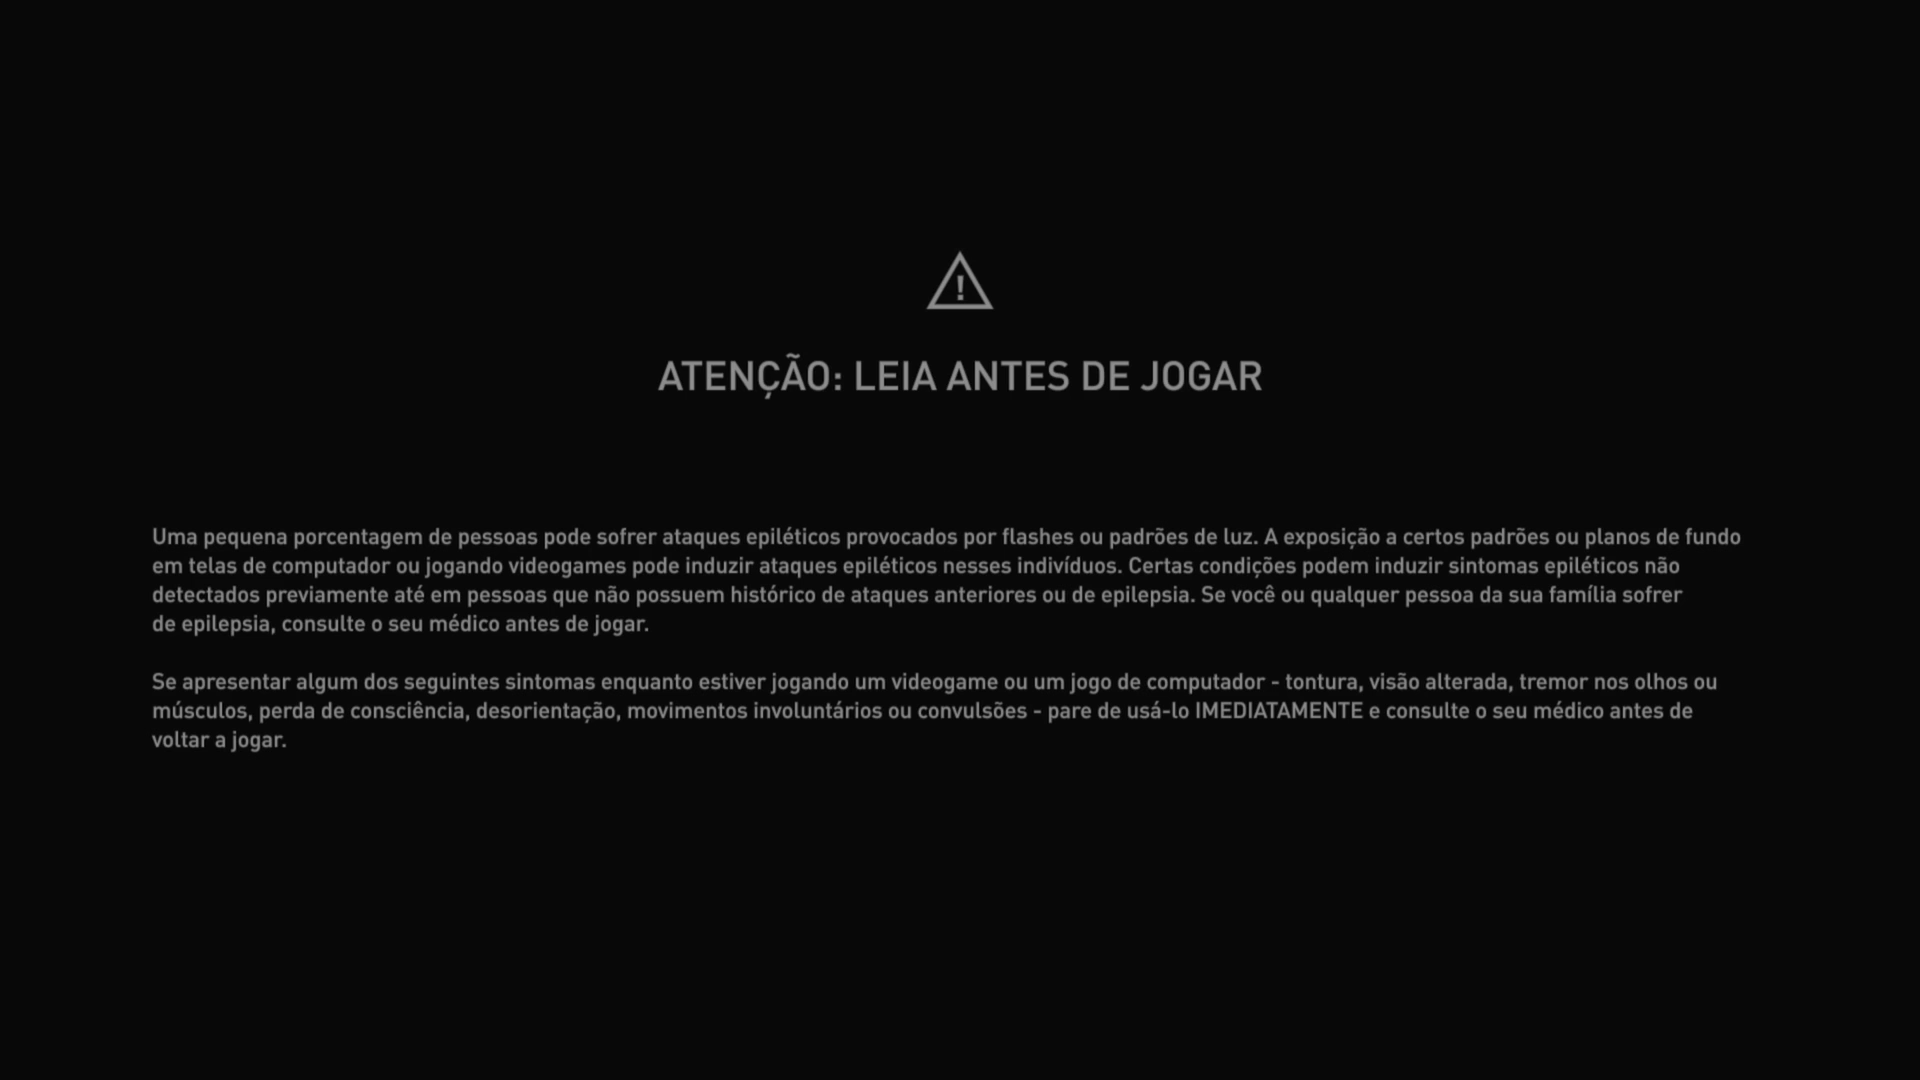 ATENÇÃO: LEIA ANTES DE JOGAR
Uma pequena porcentagem de pessoas pode sofrer ataques epiléticos provocados por flashes ou padrões de luz. A exposição a certos padrões ou planos de fundo
em telas de computador ou jogando videogames pode induzir ataques epiléticos nesses indivíduos. Certas condições podem induzir sintomas epiléticos não
detectados previamente até em pessoas que não possuem histórico de ataques anteriores ou de epilepsia. Se você ou qualquer pessoa da sua família sofrer
de epilepsia, consulte o seu médico antes de jogar.
Se apresentar algum dos seguintes sintomas enquanto estiver jogando um videogame ou um jogo de computador - tontura, visão alterada, tremor nos olhos ou
músculos, perda de consciência, desorientação, movimentos involuntários ou convulsões - pare de usá-lo IMEDIATAMENTE e consulte o seu médico antes de
voltar a jogar.